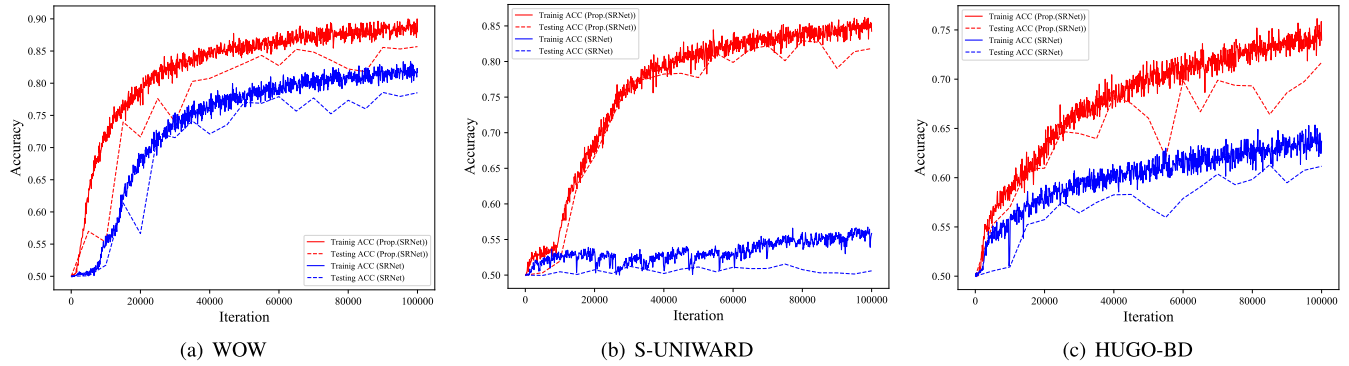 0.90
0.85
0.80
0.75
0.70
0.65
0.60
0.55
0.50
Accuracy
0
20000
40000
60000
80000
100000
Iteration
Trainig ACC (Prop.(SRNet))
Testing ACC (Prop.(SRNet))
Trainig ACC (SRNet)
Testing ACC (SRNet)
(a) WOW
0.85
0.80
0.75
0.70
0.65
0.60
0.55
0.50
Accuracy
0
20000
40000
60000
80000
100000
Iteration
Trainig ACC (Prop.(SRNet))
Testing ACC (Prop.(SRNet))
Trainig ACC (SRNet)
Testing ACC (SRNet)
(b) S-UNIWARD
0.75
0.70
0.65
0.60
0.55
0.50
Accuracy
0
20000
40000
60000
80000
100000
Iteration
Trainig ACC (Prop.(SRNet))
Testing ACC (Prop.(SRNet))
Trainig ACC (SRNet)
Testing ACC (SRNet)
(c) HUGO-BD